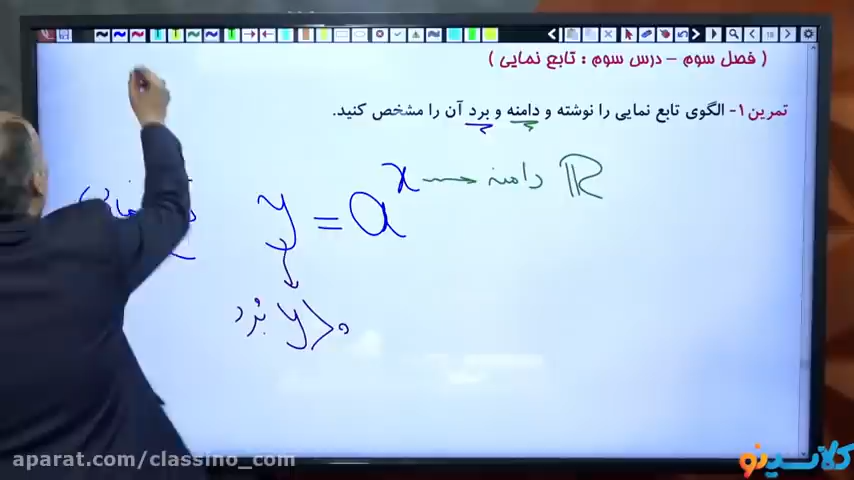 ( فصل سوم – درس سوم : تابع نمایی )
تمرین ۱- الگوی تابع نمایی را نوشته و دامنه و برد آن را مشخص کنید.
y = a^x → دامنه ℝ
برد y > ۰
aparat.com/classino_com
کلاسینو